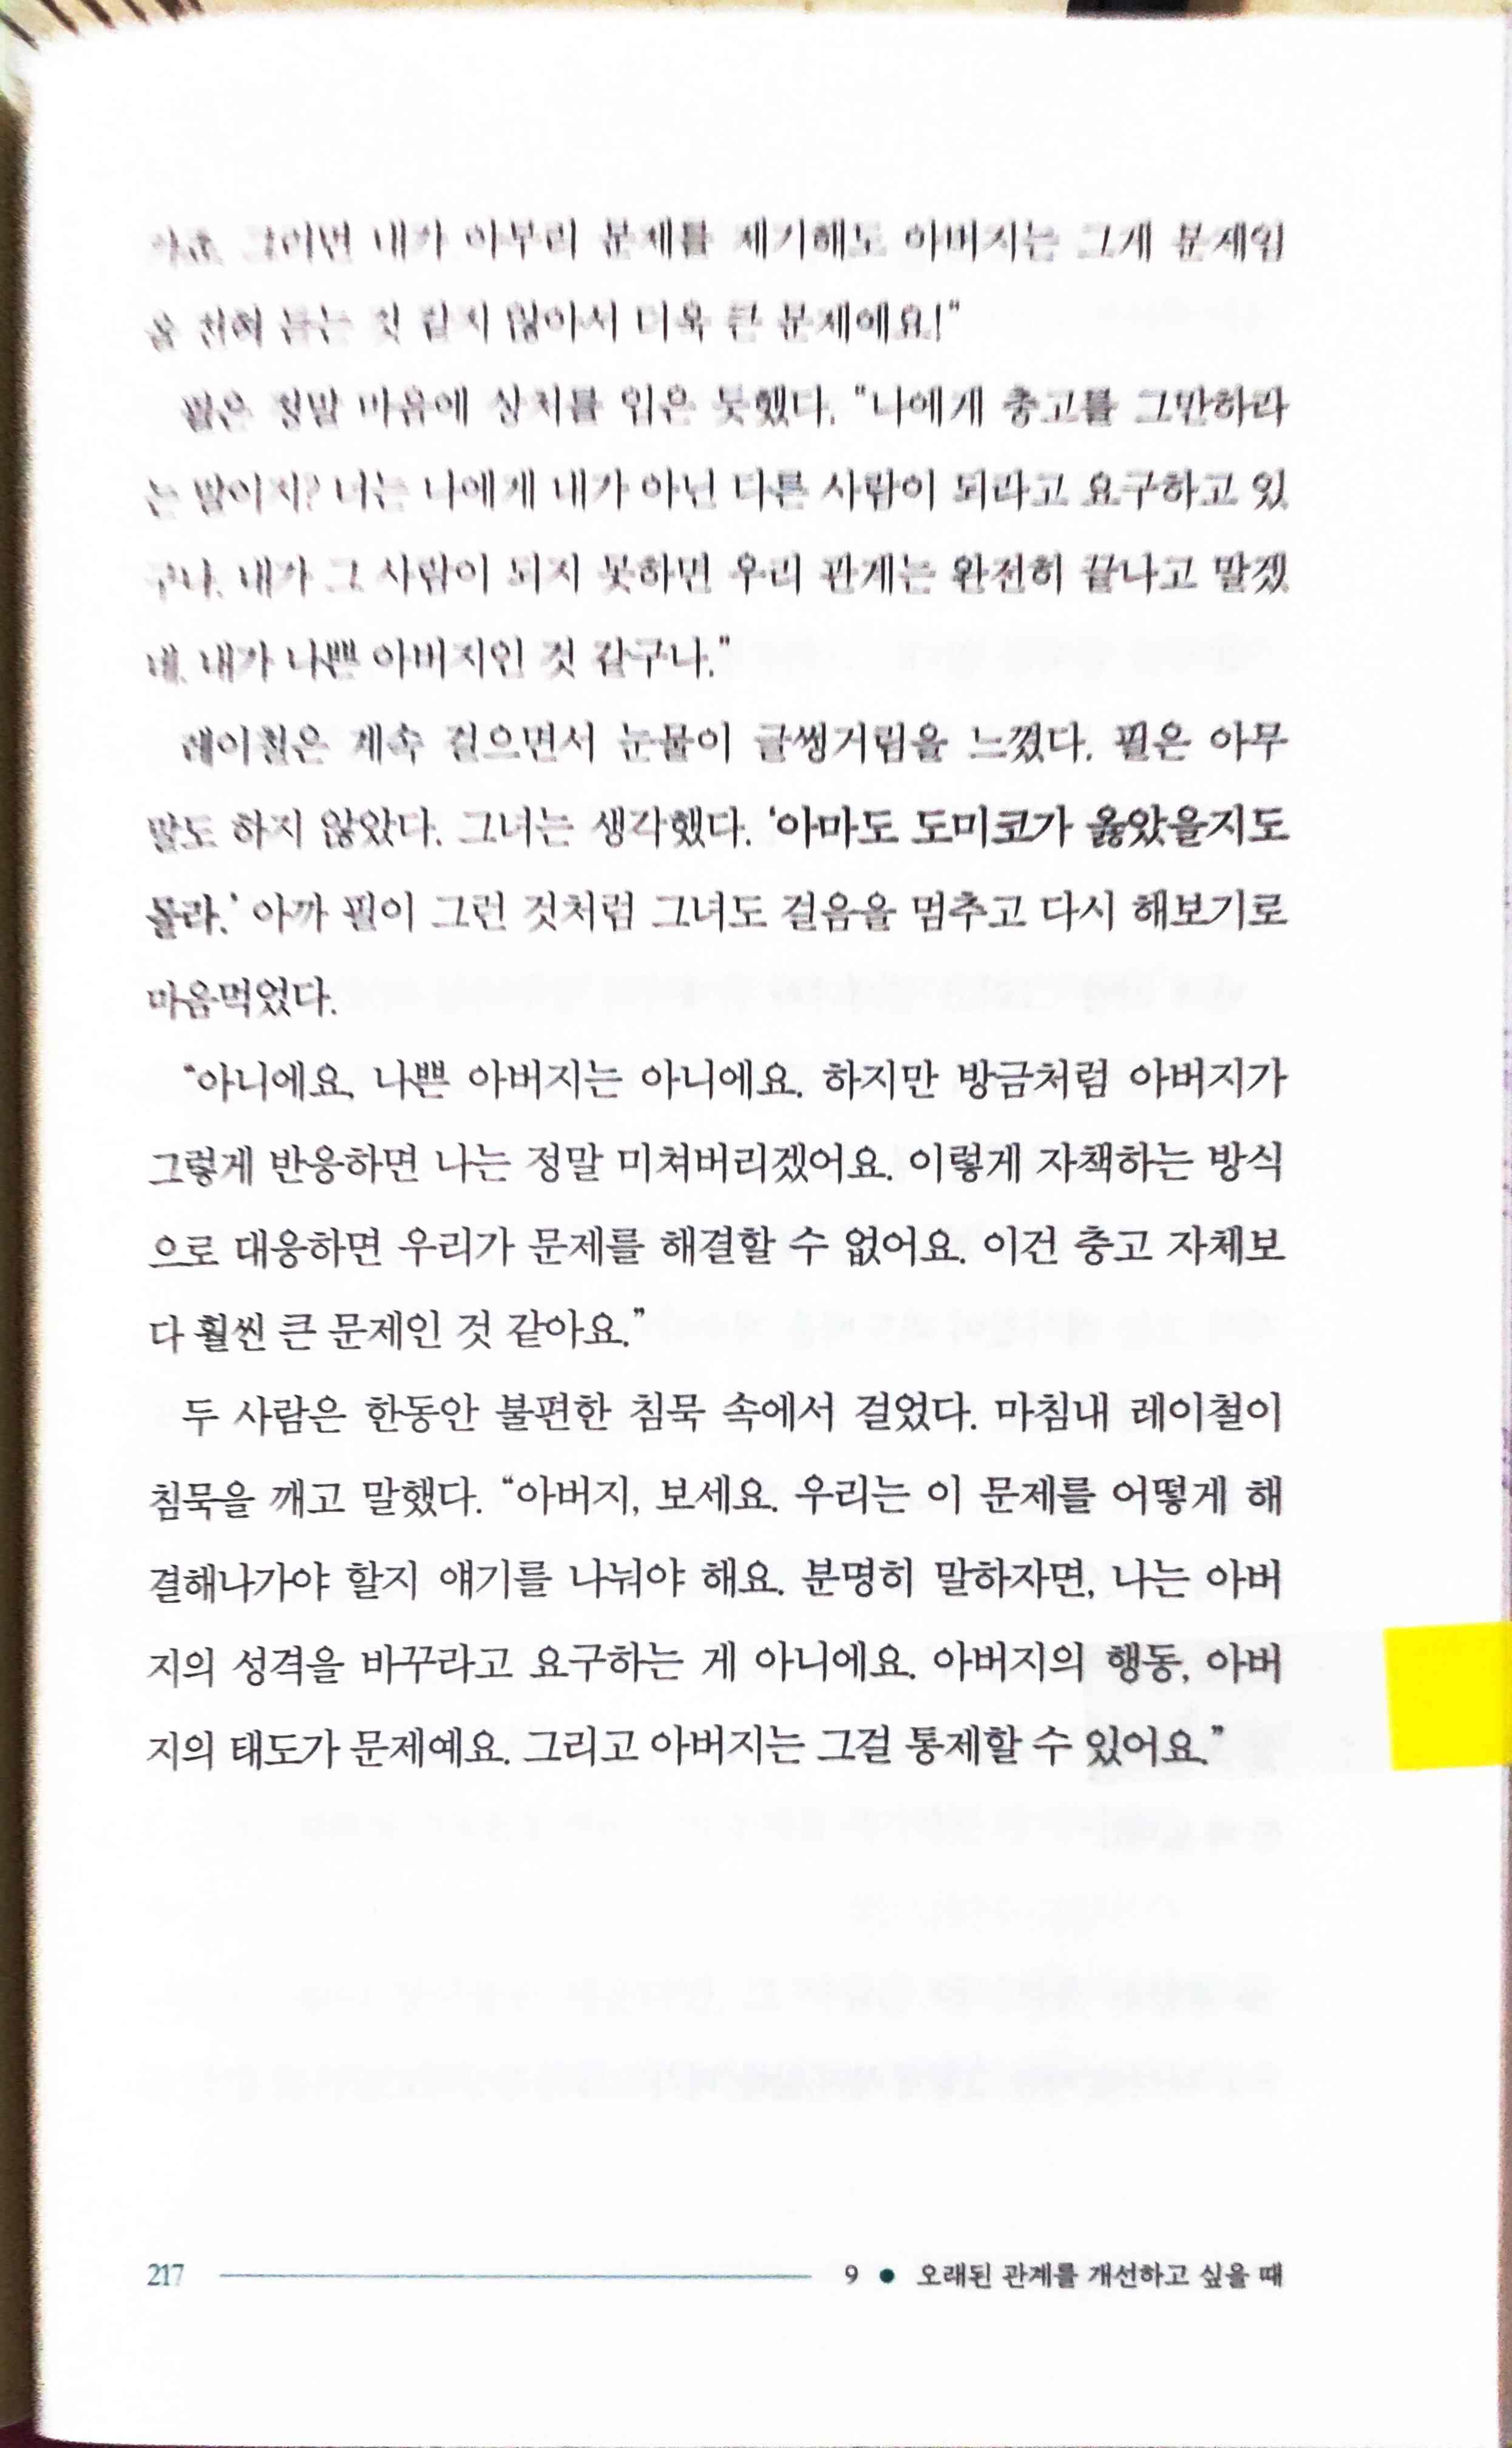 내가 아무리 문제를 제기해도 아버지는 그게 문제임
을 전혀 듣는 것 같지 않아서 더욱 큰 문제예요!"
필은 정말 마음에 상처를 입은 듯했다. "나에게 충고를 그만하라
는 말이지? 너는 나에게 내가 아닌 다른 사람이 되라고 요구하고 있
구나. 내가 그 사람이 되지 못하면 우리 관계는 완전히 끝나고 말겠
네. 내가 나쁜 아버지인 것 같구나."
레이철은 계속 걸으면서 눈물이 글썽거림을 느꼈다. 필은 아무
말도 하지 않았다. 그녀는 생각했다. ‘아마도 도미코가 옳았을지도
몰라.’ 아까 필이 그런 것처럼 그녀도 걸음을 멈추고 다시 해보기로
마음먹었다.
“아니에요, 나쁜 아버지는 아니에요. 하지만 방금처럼 아버지가
그렇게 반응하면 나는 정말 미쳐버리겠어요. 이렇게 자책하는 방식
으로 대응하면 우리가 문제를 해결할 수 없어요. 이건 충고 자체보
다 훨씬 큰 문제인 것 같아요.”
두 사람은 한동안 불편한 침묵 속에서 걸었다. 마침내 레이철이
침묵을 깨고 말했다. “아버지, 보세요. 우리는 이 문제를 어떻게 해
결해나가야 할지 얘기를 나눠야 해요. 분명히 말하자면, 나는 아버
지의 성격을 바꾸라고 요구하는 게 아니에요. 아버지의 행동, 아버
지의 태도가 문제예요. 그리고 아버지는 그걸 통제할 수 있어요.”
217 9 ● 오래된 관계를 개선하고 싶을 때